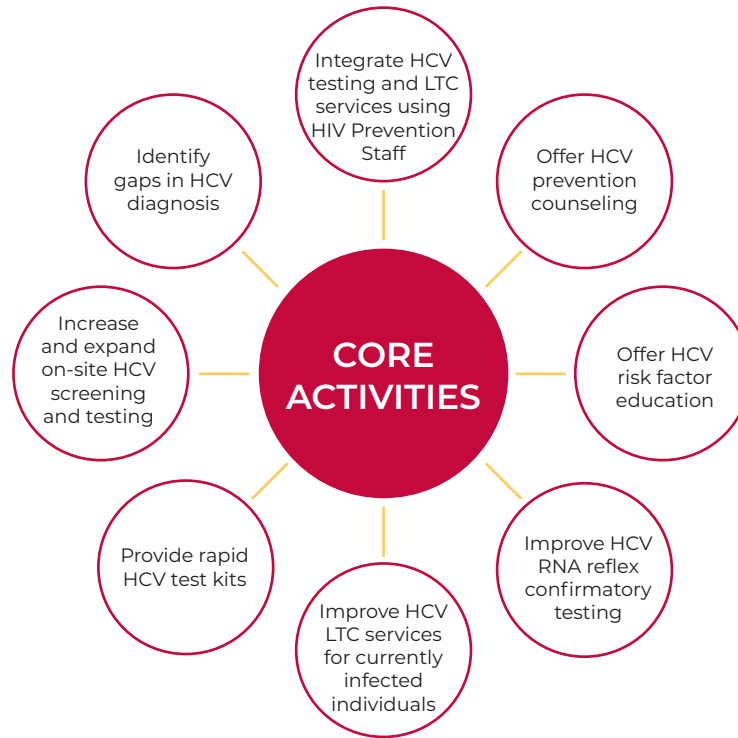 Integrate HCV
testing and LTC
services using
HIV Prevention
Staff
Offer HCV
prevention
counseling
Offer HCV
risk factor
education
Improve HCV
RNA reflex
confirmatory
testing
Improve HCV
LTC services
for currently
infected
individuals
Provide rapid
HCV test kits
Increase
and expand
on-site HCV
screening
and testing
Identify
gaps in HCV
diagnosis
CORE
ACTIVITIES